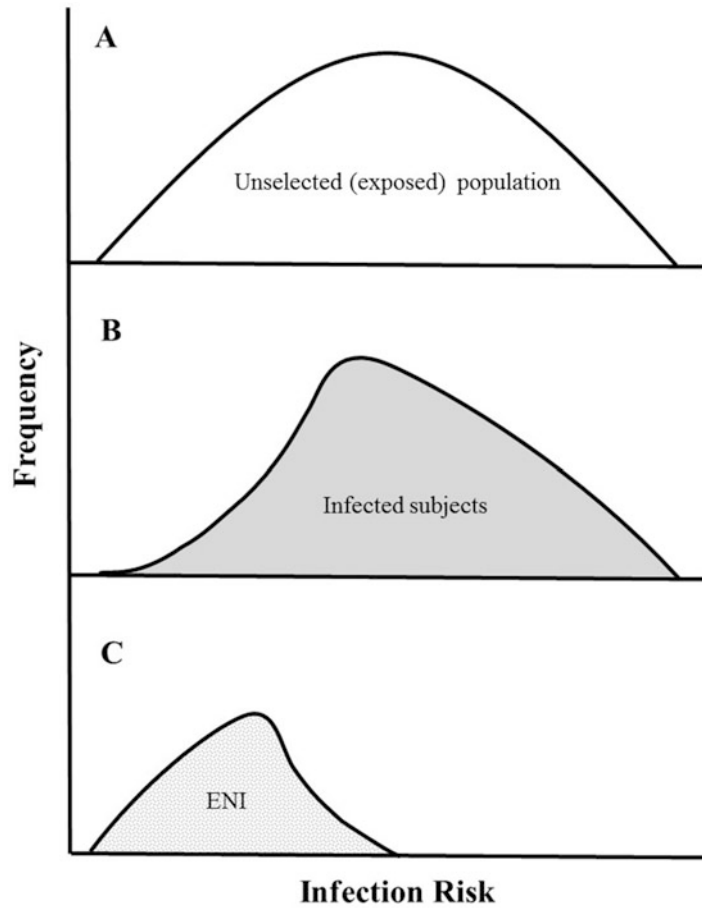 A
Unselected (exposed) population
B
Infected subjects
Frequency
C
ENI
Infection Risk